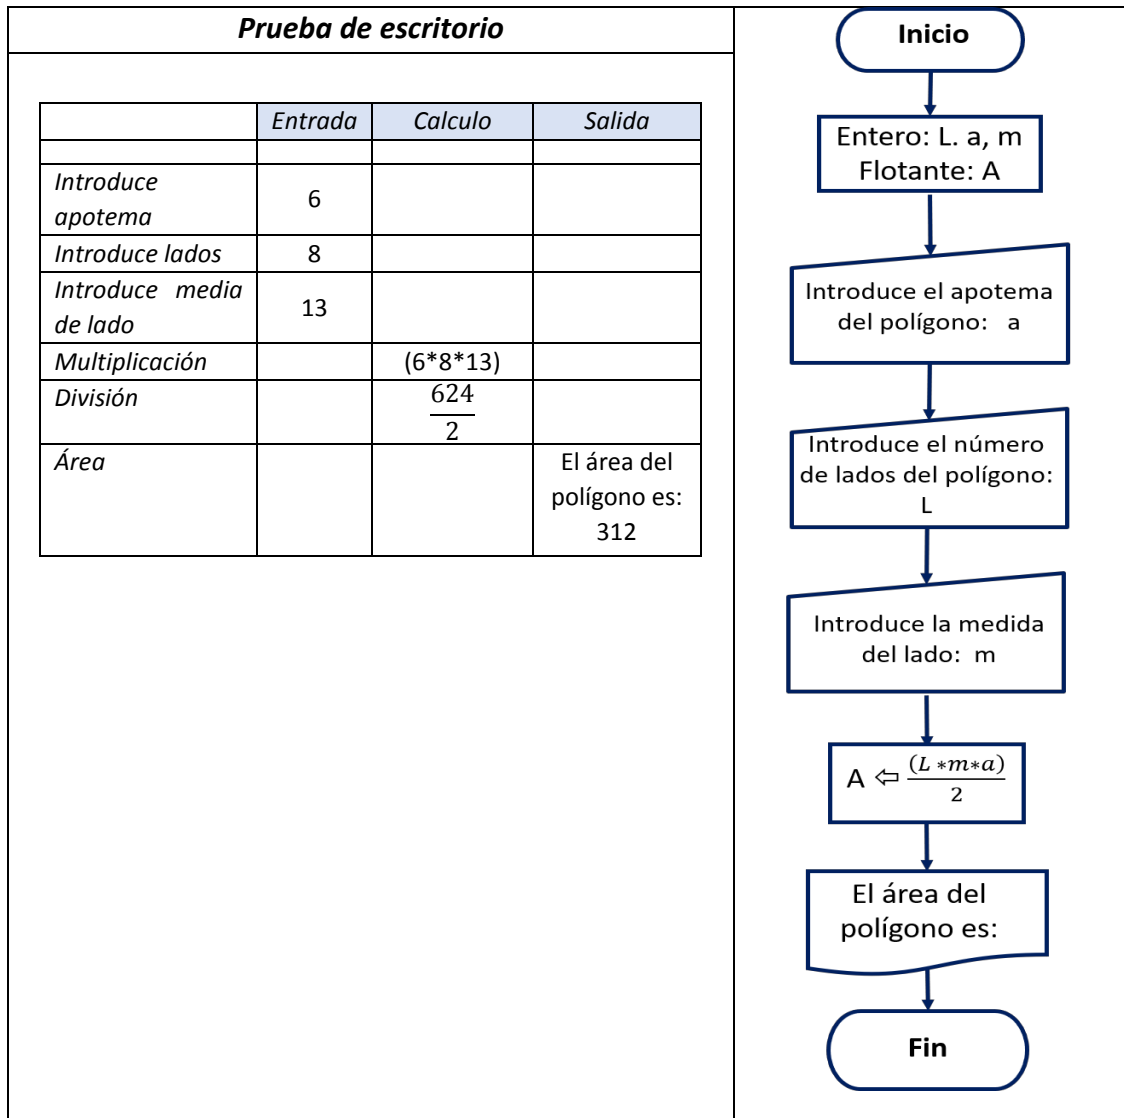 Prueba de escritorio
Entrada Calculo Salida
Introduce
apotema
6
Introduce lados 8
Introduce media
de lado
13
Multiplicación (6*8*13)
División 624
2
Área El área del
polígono es:
312
Inicio
Entero: L. a, m
Flotante: A
Introduce el apotema
del polígono: a
Introduce el número
de lados del polígono:
L
Introduce la medida
del lado: m
A ⇦ (L *m*a)
2
El área del
polígono es:
Fin